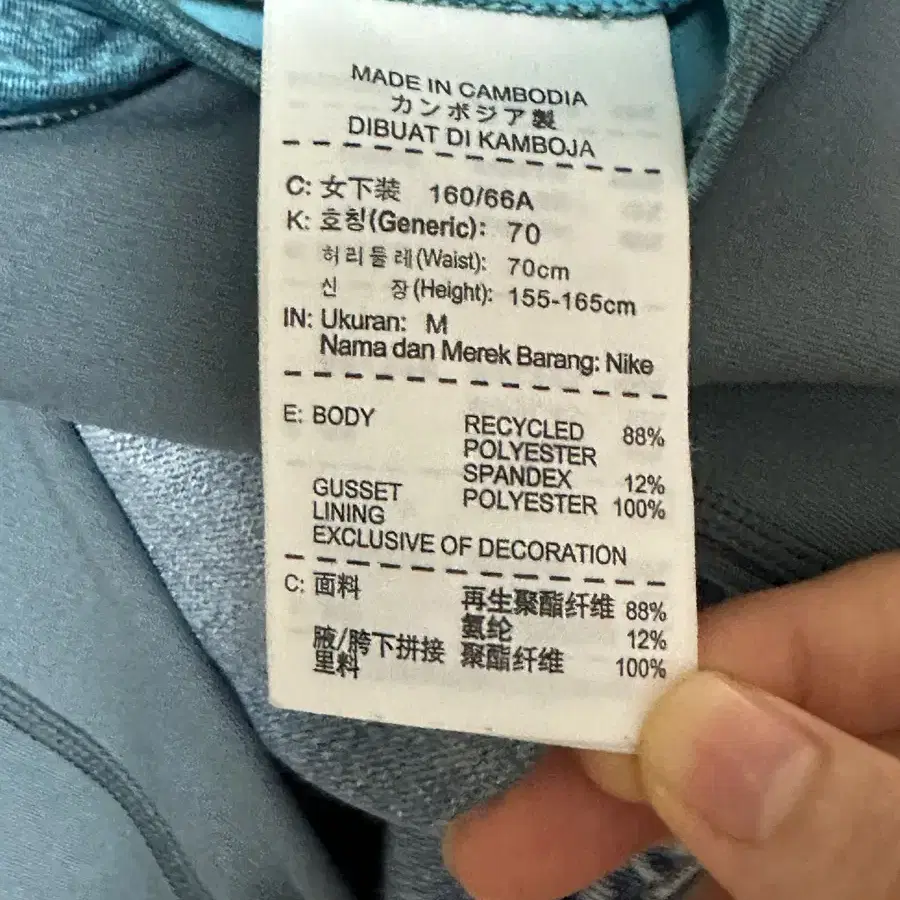 MADE IN CAMBODIA
カンボジア製
DIBUAT DI KAMBOJA
C: 女下装 160/66A
K: 호칭(Generic): 70
허리둘레(Waist): 70cm
신 장(Height): 155-165cm
IN: Ukuran: M
Nama dan Merek Barang: Nike
E: BODY RECYCLED 88%
POLYESTER
SPANDEX 12%
GUSSET POLYESTER 100%
LINING
EXCLUSIVE OF DECORATION
C: 面料 再生聚酯纤维 88%
氨纶 12%
腋/胯下拼接 聚酯纤维 100%
里料